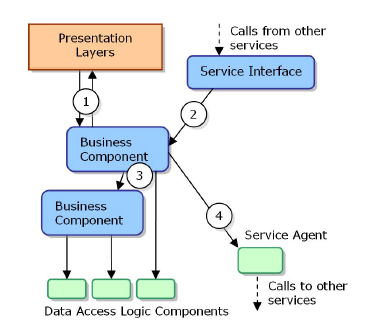 Presentation
Layers
Calls from other
services
Service Interface
1
2
Business
Component
3
Business
Component
4
Service Agent
Calls to other
services
Data Access Logic Components